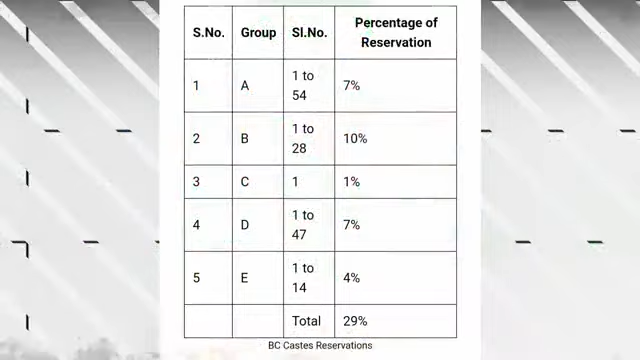 S.No. Group Sl.No. Percentage of Reservation
1 A 1 to 54 7%
2 B 1 to 28 10%
3 C 1 1%
4 D 1 to 47 7%
5 E 1 to 14 4%
Total 29%
BC Castes Reservations